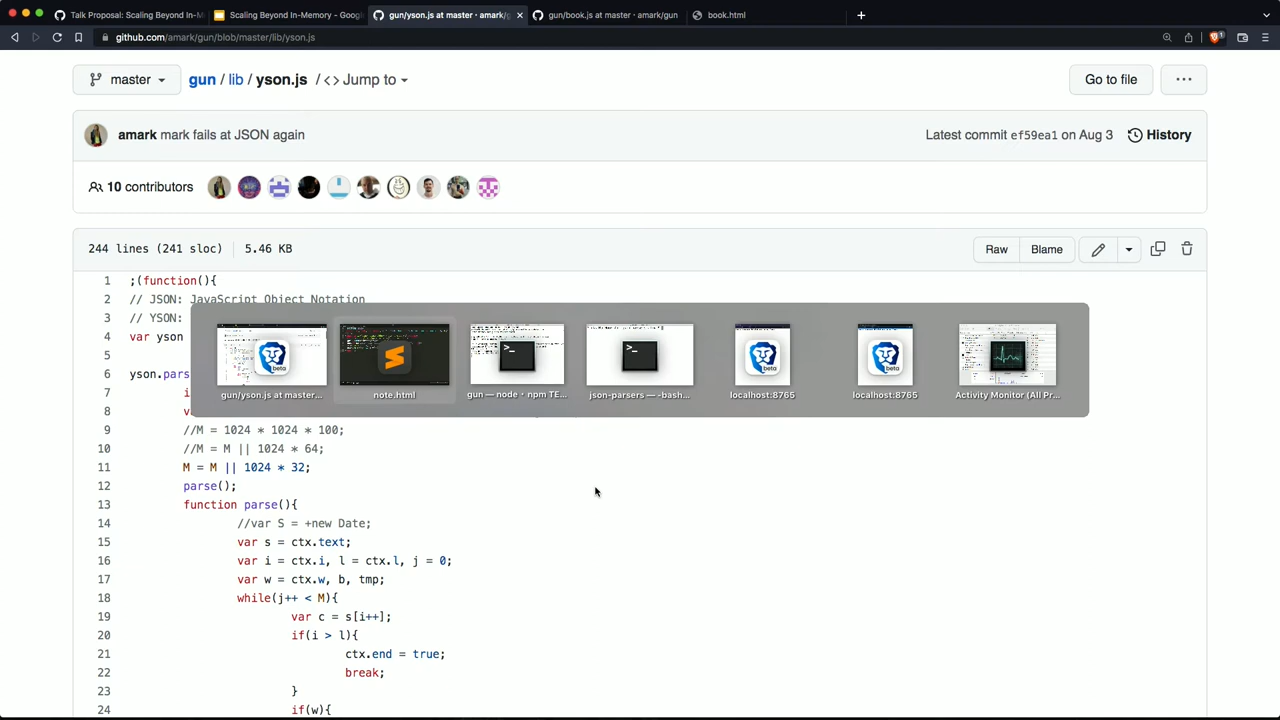 Talk Proposal: Scaling Beyond In-M
Scaling Beyond In-Memory - Googl
gun/yson.js at master · amark/g
gun/book.js at master · amark/gun
book.html
github.com/amark/gun/blob/master/lib/yson.js
master
gun / lib / yson.js / <> Jump to
Go to file
...
amark mark fails at JSON again
Latest commit ef59ea1 on Aug 3
History
10 contributors
244 lines (241 sloc)
5.46 KB
Raw
Blame
1 ;(function(){
2 // JSON: JavaScript Object Notation
3 // YSON:
4 var yson
5
6 yson.pars
7 i
8 v
gun/yson.js at master...
note.html
gun — node ‹ npm TE...
json-parsers — -bash...
localhost:8765
localhost:8765
Activity Monitor (All Pr...
9 //M = 1024 * 1024 * 100;
10 //M = M || 1024 * 64;
11 M = M || 1024 * 32;
12 parse();
13 function parse(){
14 //var S = +new Date;
15 var s = ctx.text;
16 var i = ctx.i, l = ctx.l, j = 0;
17 var w = ctx.w, b, tmp;
18 while(j++ < M){
19 var c = s[i++];
20 if(i > l){
21 ctx.end = true;
22 break;
23 }
24 if(w){